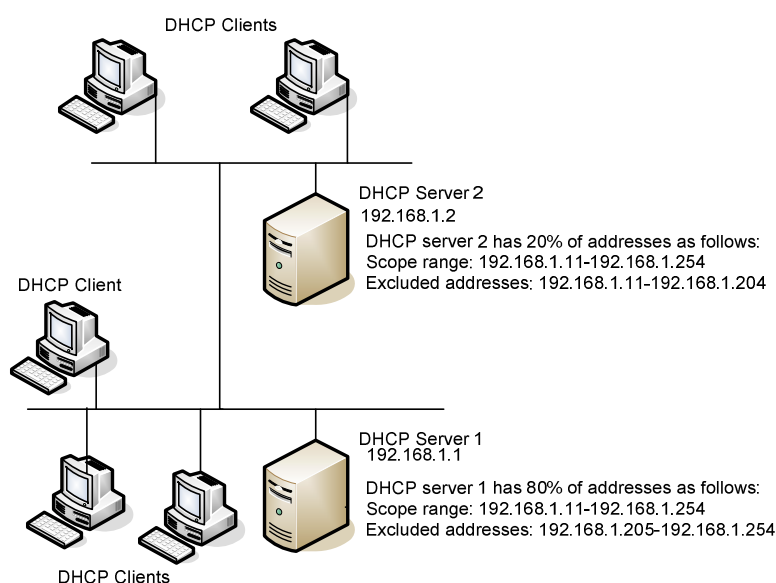 DHCP Clients
DHCP Server 2
192.168.1.2
DHCP server 2 has 20% of addresses as follows:
Scope range: 192.168.1.11-192.168.1.254
Excluded addresses: 192.168.1.11-192.168.1.204
DHCP Client
DHCP Server 1
192.168.1.1
DHCP server 1 has 80% of addresses as follows:
Scope range: 192.168.1.11-192.168.1.254
Excluded addresses: 192.168.1.205-192.168.1.254
DHCP Clients